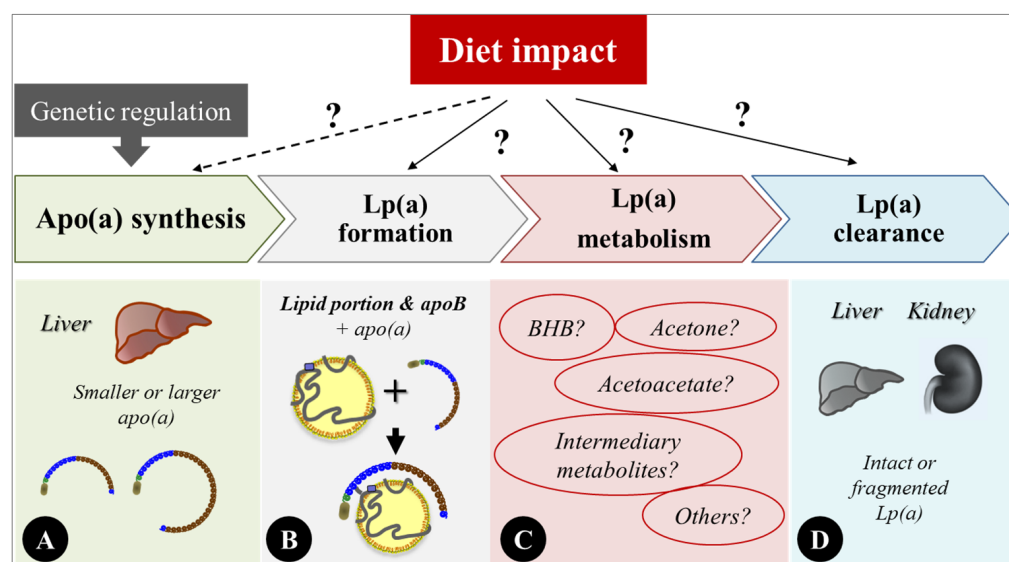 Diet impact
Genetic regulation
?
?
?
?
Apo(a) synthesis
Lp(a)
formation
Lp(a)
metabolism
Lp(a)
clearance
Liver
Smaller or larger
apo(a)
A
Lipid portion & apoB
+ apo(a)
+
B
BHB?
Acetone?
Acetoacetate?
Intermediary
metabolites?
Others?
C
Liver
Kidney
Intact or
fragmented
Lp(a)
D